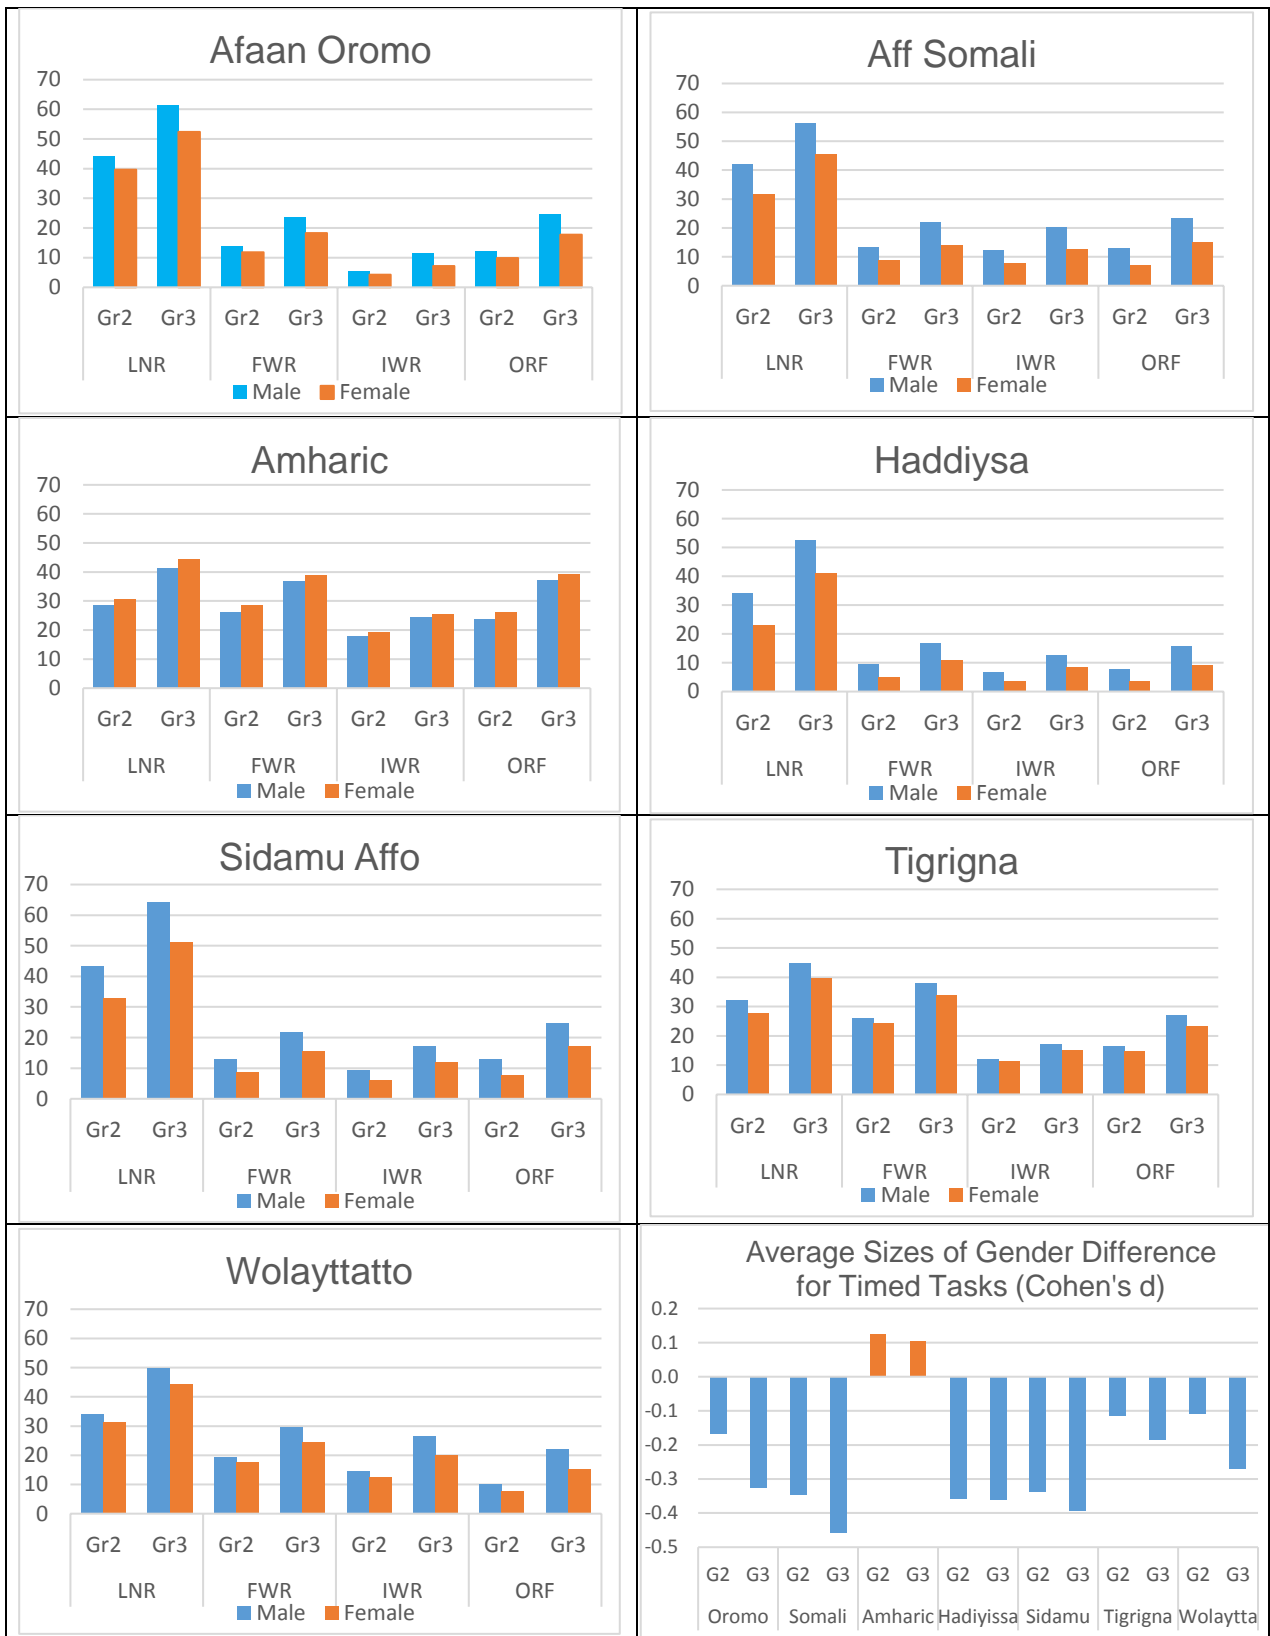 Afaan Oromo
70
60
50
40
30
20
10
0
Gr2 Gr3 Gr2 Gr3 Gr2 Gr3 Gr2 Gr3
LNR FWR IWR ORF
Male Female
Aff Somali
70
60
50
40
30
20
10
0
Gr2 Gr3 Gr2 Gr3 Gr2 Gr3 Gr2 Gr3
LNR FWR IWR ORF
Male Female
Amharic
70
60
50
40
30
20
10
0
Gr2 Gr3 Gr2 Gr3 Gr2 Gr3 Gr2 Gr3
LNR FWR IWR ORF
Male Female
Haddiysa
70
60
50
40
30
20
10
0
Gr2 Gr3 Gr2 Gr3 Gr2 Gr3 Gr2 Gr3
LNR FWR IWR ORF
Male Female
Sidamu Affo
70
60
50
40
30
20
10
0
Gr2 Gr3 Gr2 Gr3 Gr2 Gr3 Gr2 Gr3
LNR FWR IWR ORF
Male Female
Tigrigna
70
60
50
40
30
20
10
0
Gr2 Gr3 Gr2 Gr3 Gr2 Gr3 Gr2 Gr3
LNR FWR IWR ORF
Male Female
Wolayttatto
70
60
50
40
30
20
10
0
Gr2 Gr3 Gr2 Gr3 Gr2 Gr3 Gr2 Gr3
LNR FWR IWR ORF
Male Female
Average Sizes of Gender Difference
for Timed Tasks (Cohen's d)
0.2
0.1
0.0
-0.1
-0.2
-0.3
-0.4
-0.5
G2 G3 G2 G3 G2 G3 G2 G3 G2 G3 G2 G3 G2 G3
Oromo Somali Amharic Hadiyissa Sidamu Tigrigna Wolaytta